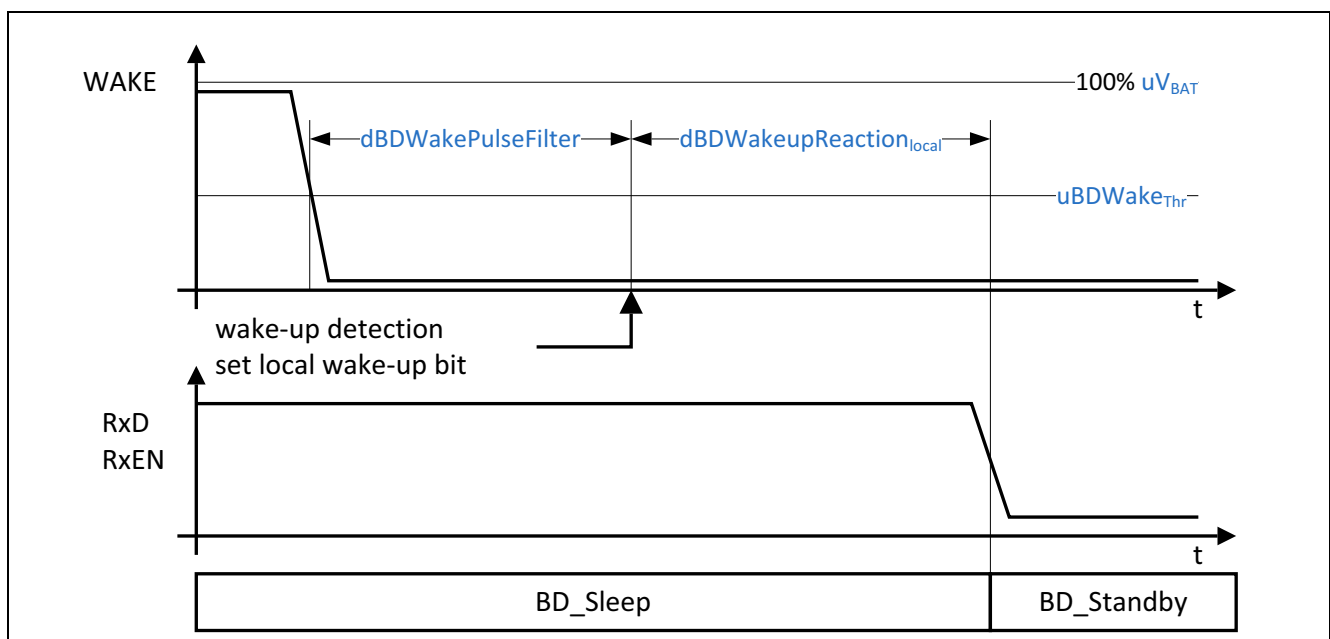 WAKE
100% uVBAT
dBDWakePulseFilter
dBDWakeupReactionlocal
uBDWakeThr
t
wake-up detection
set local wake-up bit
RxD
RxEN
t
BD_Sleep
BD_Standby